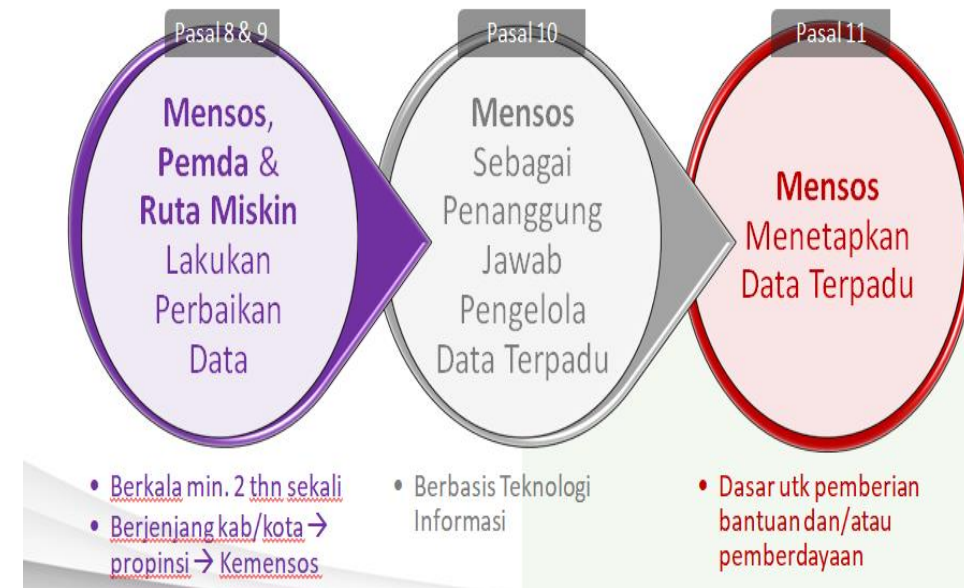 Pasal 8 & 9
Mensos,
Pemda &
Ruta Miskin
Lakukan
Perbaikan
Data
• Berkala min. 2 thn sekali
• Berjenjang kab/kota →
propinsi → Kemensos
Pasal 10
Mensos
Sebagai
Penanggung
Jawab
Pengelola
Data Terpadu
• Berbasis Teknologi
Informasi
Pasal 11
Mensos
Menetapkan
Data Terpadu
• Dasar utk pemberian
bantuan dan/atau
pemberdayaan